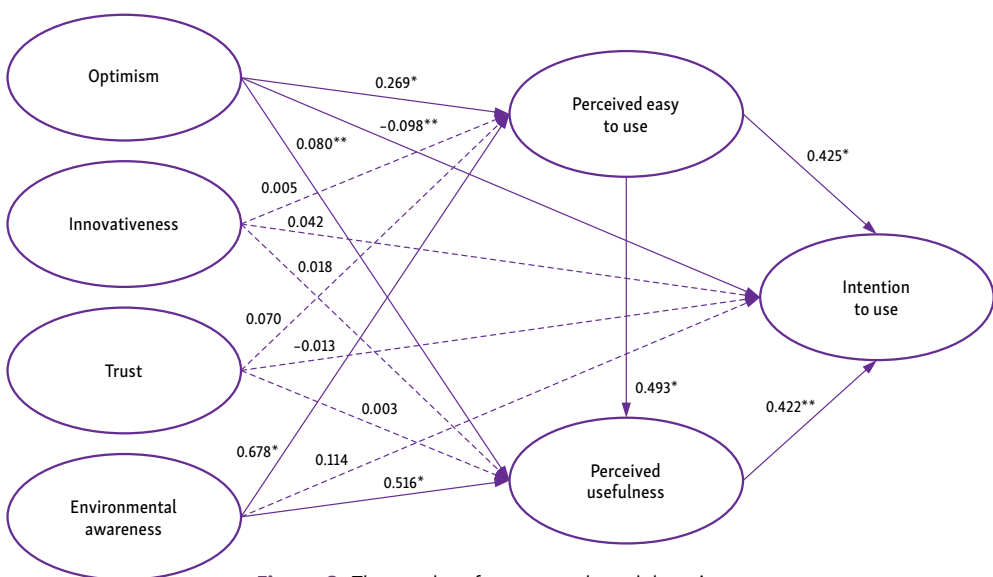 Optimism
0.269*
Perceived easy
to use
-0.098**
0.080**
0.425*
0.005
Innovativeness
0.042
0.018
Intention
to use
0.070
-0.013
Trust
0.493*
0.003
0.422**
0.678*
0.114
Perceived
usefulness
0.516*
Environmental
awareness